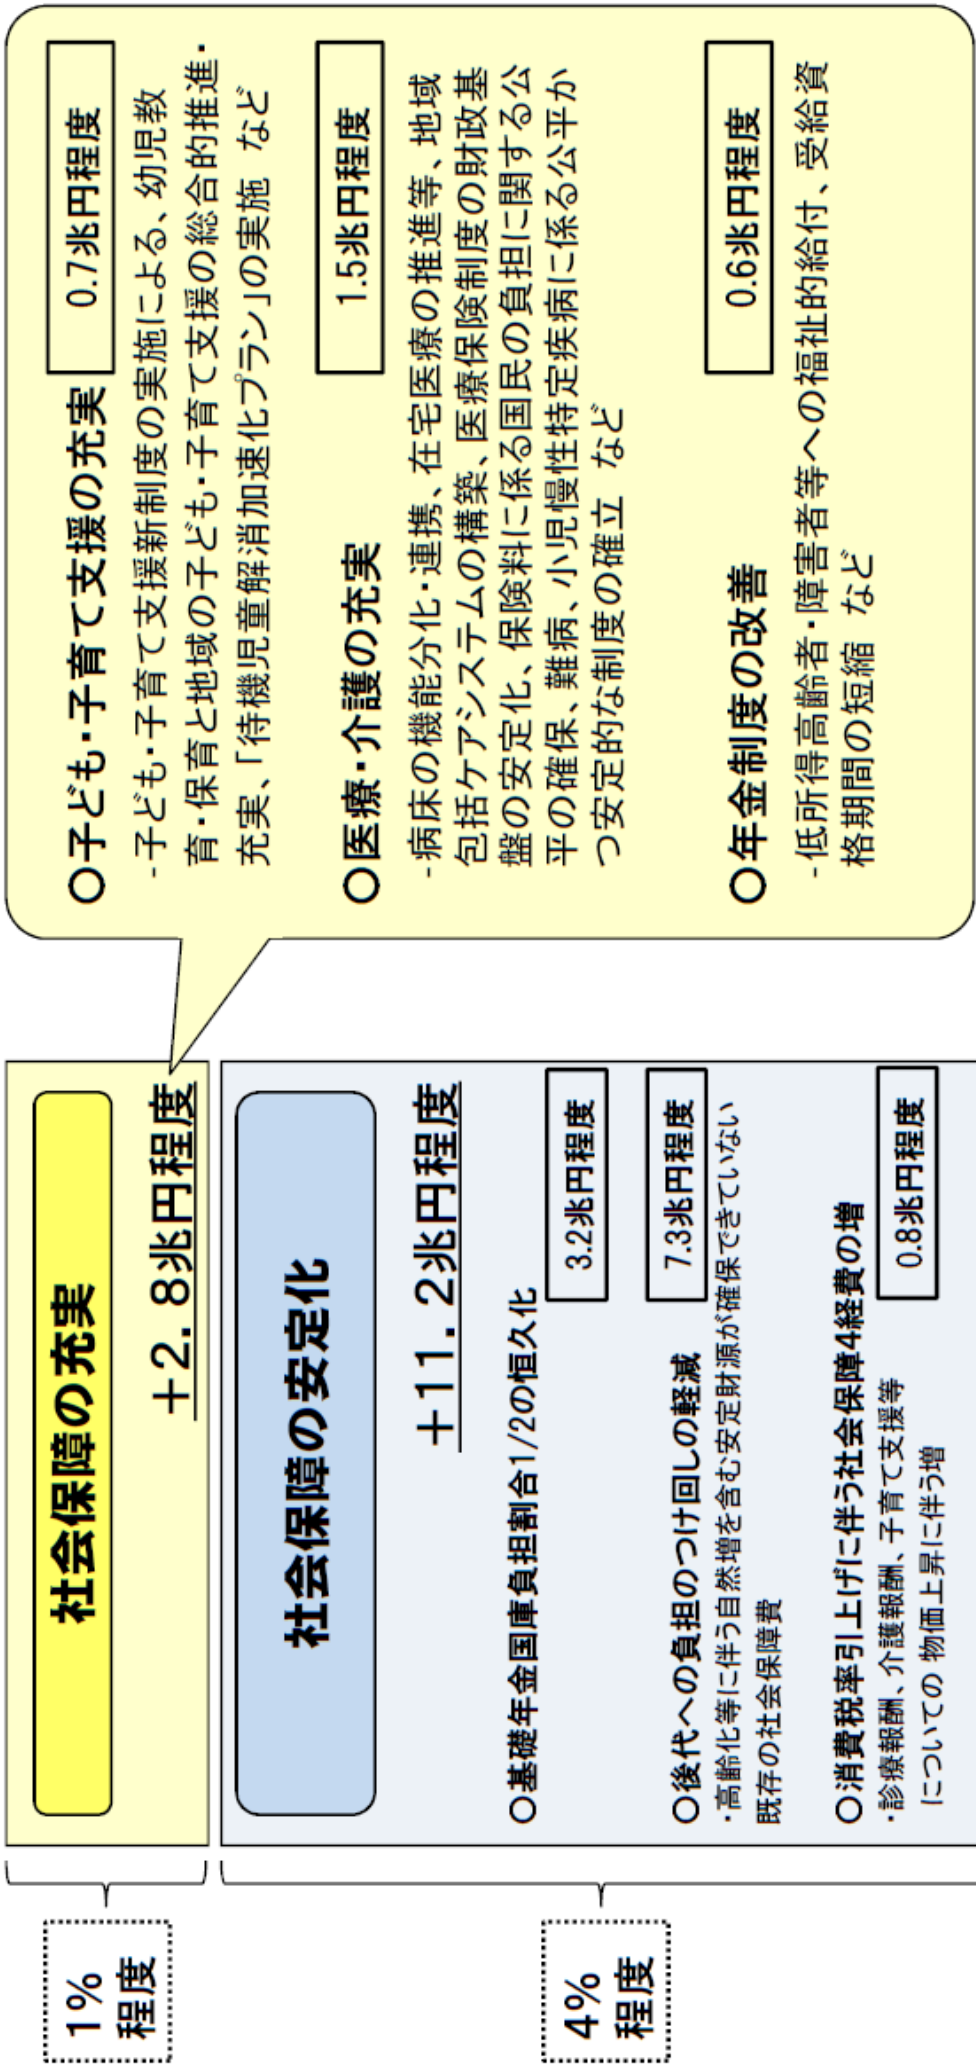 1%
程度
社会保障の充実
＋2．8兆円程度
4%
程度
社会保障の安定化
＋11．2兆円程度
○基礎年金国庫負担割合1/2の恒久化
3.2兆円程度
○後代への負担のつけ回しの軽減
7.3兆円程度
・高齢化等に伴う自然増を含む安定財源が確保できていない
既存の社会保障費
○消費税率引上げに伴う社会保障4経費の増
・診療報酬、介護報酬、子育て支援等
についての 物価上昇に伴う増
0.8兆円程度
○子ども・子育て支援の充実
0.7兆円程度
-子ども・子育て支援新制度の実施による、幼児教
育・保育と地域の子ども・子育て支援の総合的推進・
充実、「待機児童解消加速化プラン」の実施 など
○医療・介護の充実
1.5兆円程度
-病床の機能分化・連携、在宅医療の推進等、地域
包括ケアシステムの構築、医療保険制度の財政基
盤の安定化、保険料に係る国民の負担に関する公
平の確保、難病、小児慢性特定疾病に係る公平か
つ安定的な制度の確立 など
○年金制度の改善
0.6兆円程度
-低所得高齢者・障害者等への福祉的給付、受給資
格期間の短縮 など